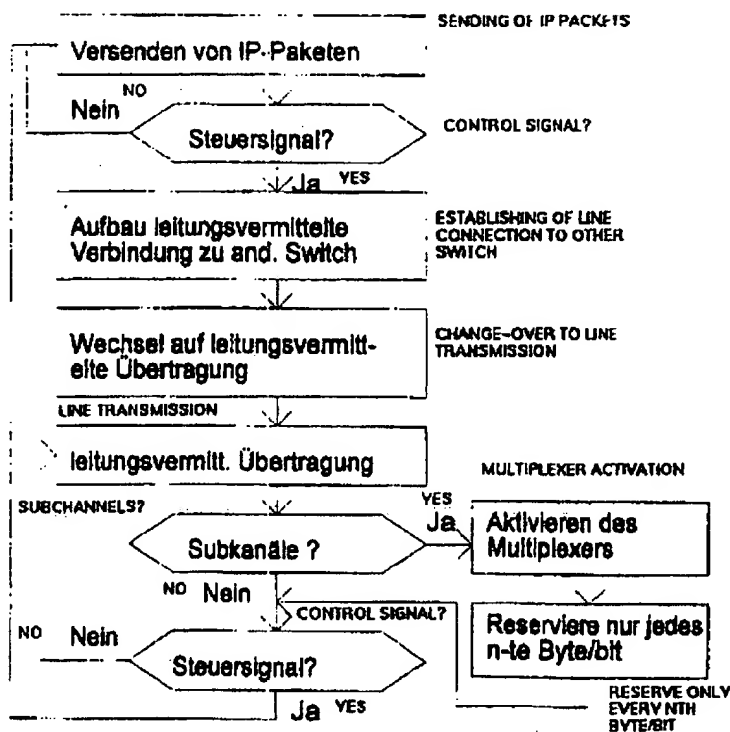 SENDING OF IP PACKETS
Versenden von IP-Paketen
Nein NO
Steuersignal?
CONTROL SIGNAL?
Ja YES
Aufbau leitungsvermittelte
Verbindung zu and. Switch
ESTABLISHING OF LINE
CONNECTION TO OTHER
SWITCH
Wechsel auf leitungsvermitt-
elte Übertragung
CHANGE-OVER TO LINE
TRANSMISSION
LINE TRANSMISSION
leitungsvermitt. Übertragung
MULTIPLEXER ACTIVATION
SUBCHANNELS?
Subkanäle ?
YES
Ja
Aktivieren des
Multiplexers
NO Nein
CONTROL SIGNAL?
Reserviere nur jedes
n-te Byte/bit
NO Nein
Steuersignal?
Ja YES
RESERVE ONLY
EVERY NTH
BYTE/BIT